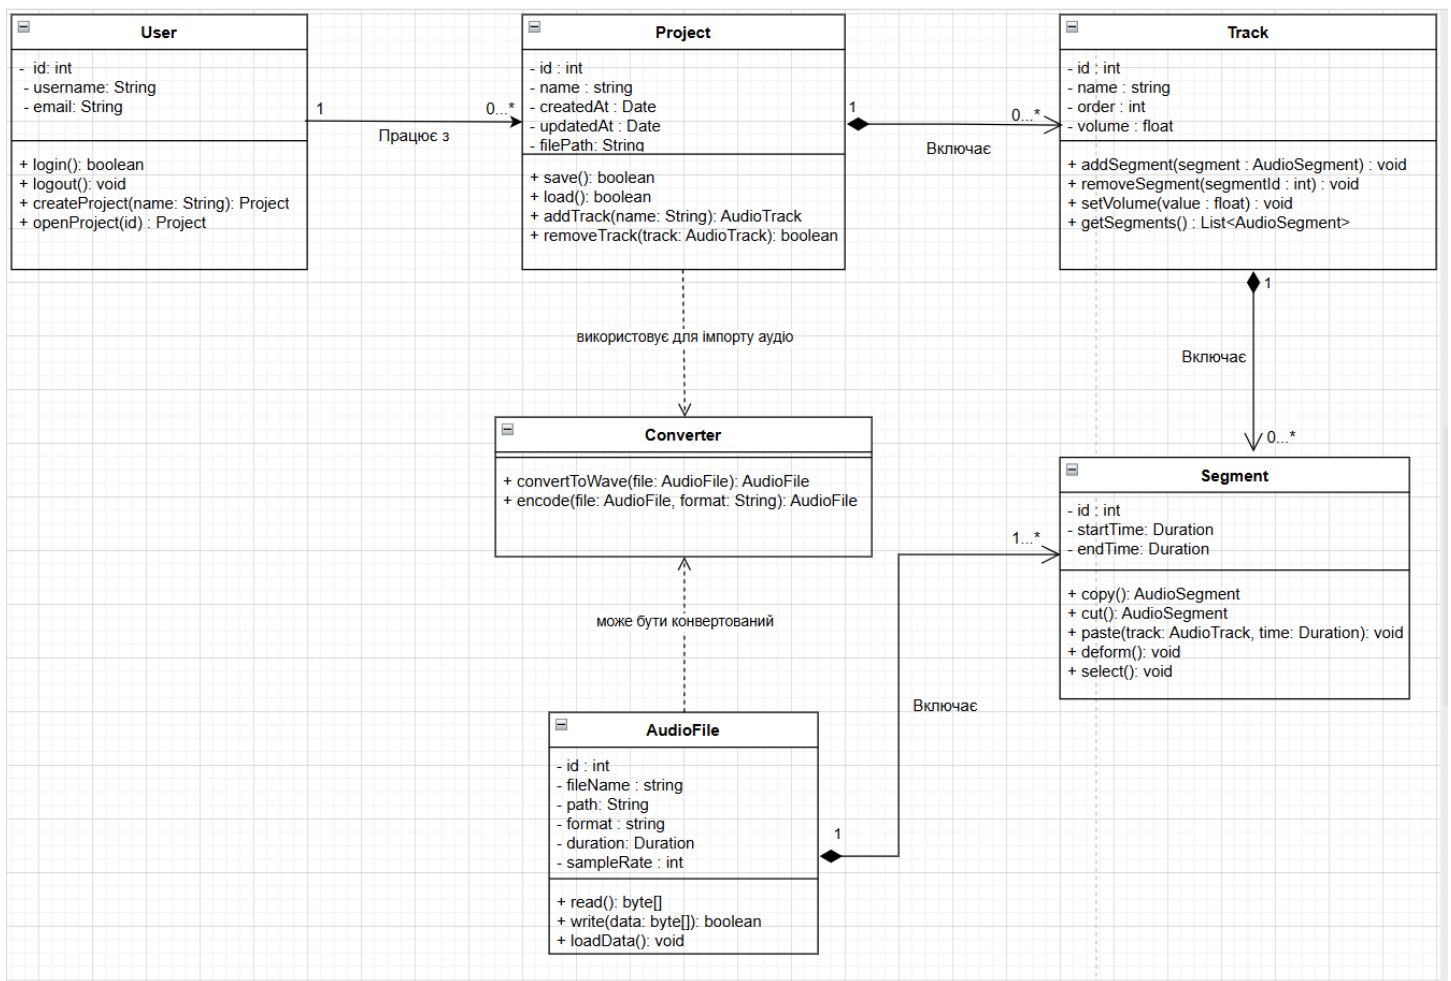 User
- id: int
- username: String
- email: String
+ login(): boolean
+ logout(): void
+ createProject(name: String): Project
+ openProject(id) : Project
1
0...*
Працює з
Project
- id : int
- name : string
- createdAt : Date
- updatedAt : Date
- filePath: String
+ save(): boolean
+ load(): boolean
+ addTrack(name: String): AudioTrack
+ removeTrack(track: AudioTrack): boolean
1
0...*
Включає
Track
- id : int
- name : string
- order : int
- volume : float
+ addSegment(segment : AudioSegment) : void
+ removeSegment(segmentId : int) : void
+ setVolume(value : float) : void
+ getSegments() : List<AudioSegment>
1
Включає
0...*
використовує для імпорту аудіо
Converter
+ convertToWave(file: AudioFile): AudioFile
+ encode(file: AudioFile, format: String): AudioFile
Segment
- id : int
- startTime: Duration
- endTime: Duration
+ copy(): AudioSegment
+ cut(): AudioSegment
+ paste(track: AudioTrack, time: Duration): void
+ deform(): void
+ select(): void
1...*
може бути конвертований
Включає
1
AudioFile
- id : int
- fileName : string
- path: String
- format : string
- duration: Duration
- sampleRate : int
+ read(): byte[]
+ write(data: byte[]): boolean
+ loadData(): void